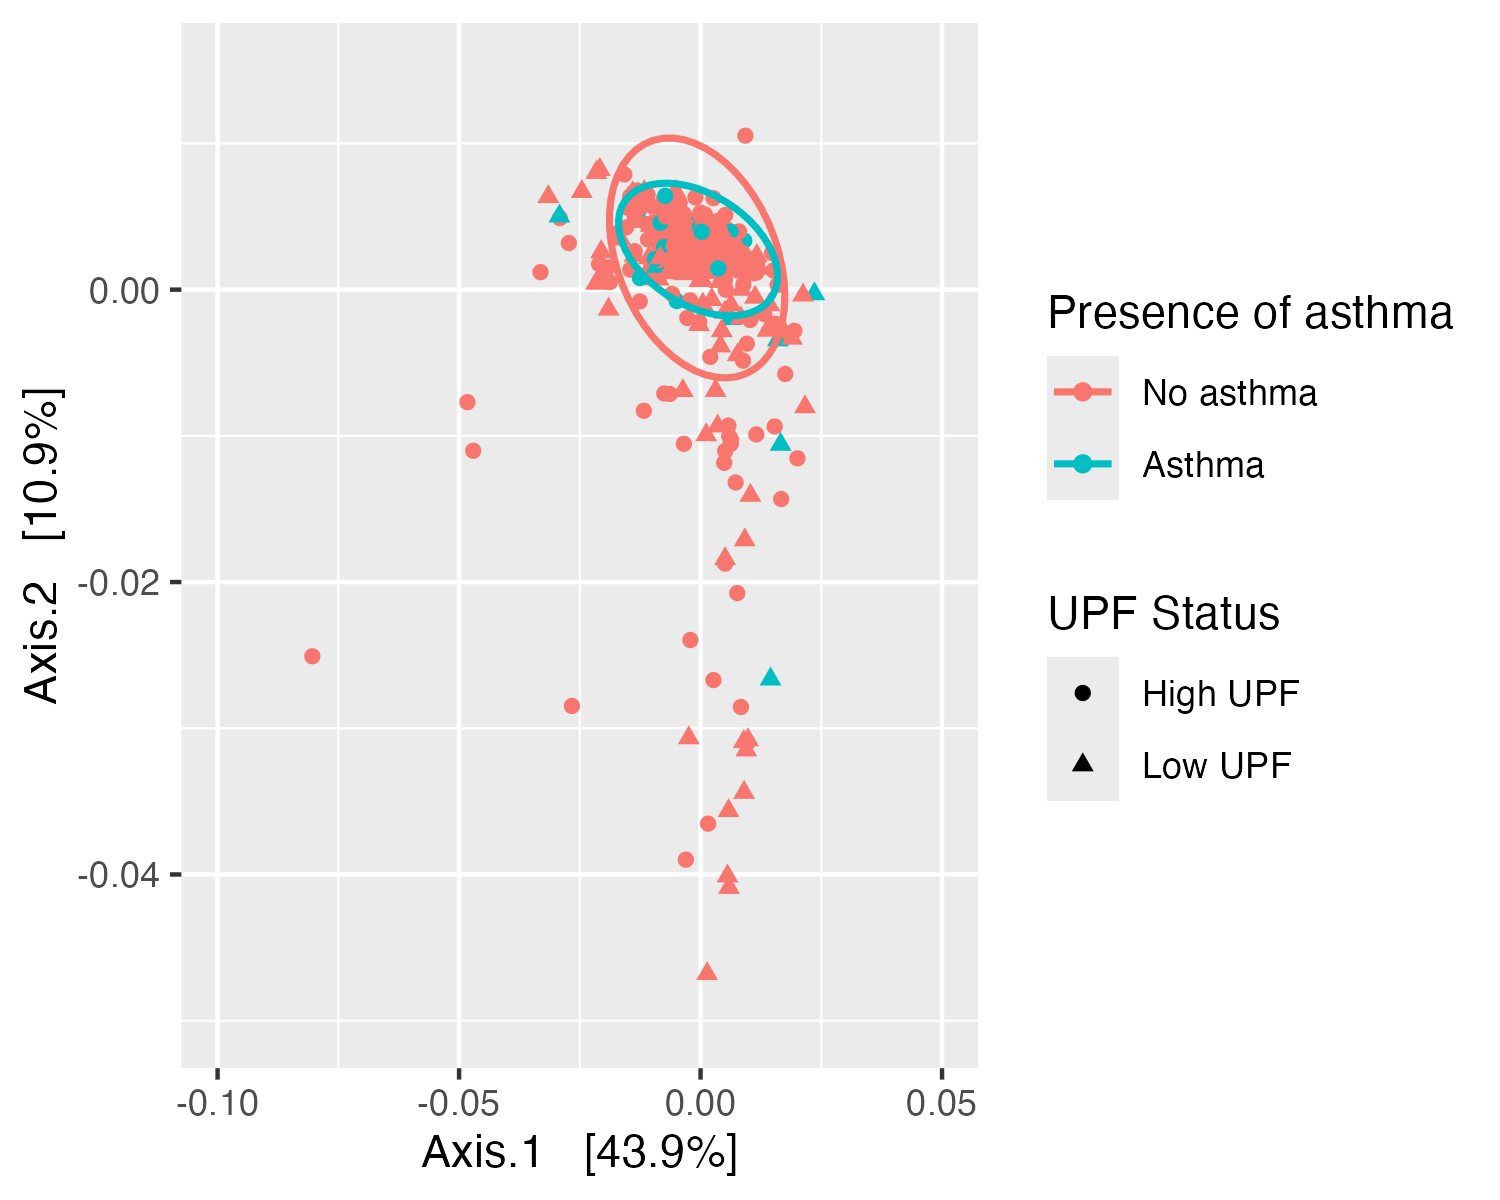 0.00
-0.02
-0.04
Axis.2 [10.9%]
-0.10 -0.05 0.00 0.05
Axis.1 [43.9%]
Presence of asthma
No asthma
Asthma
UPF Status
High UPF
Low UPF